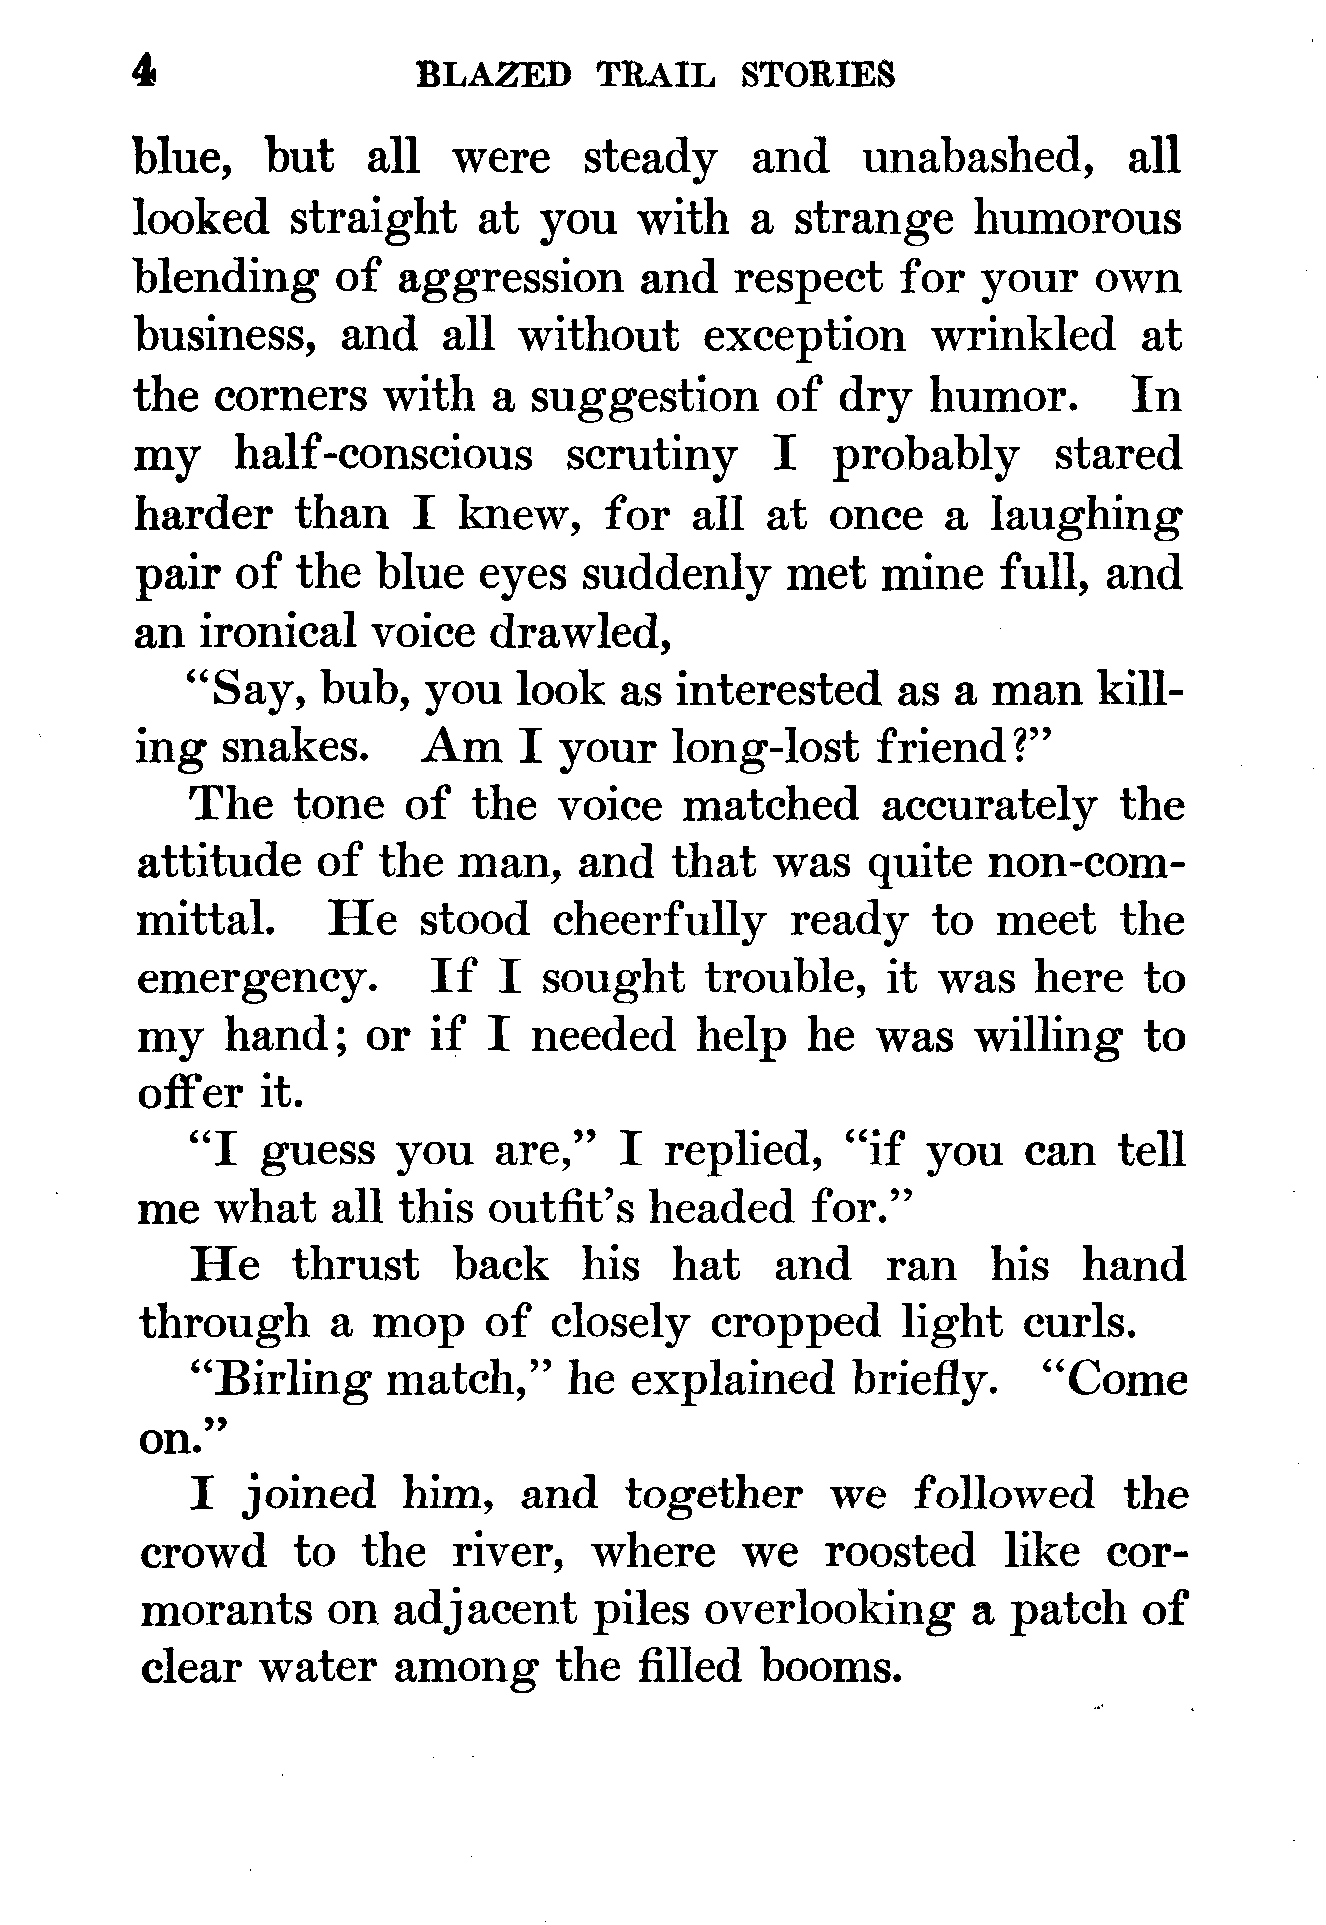 4 BLAZED TRAIL STORIES
blue, but all were steady and unabashed, all
looked straight at you with a strange humorous
blending of aggression and respect for your own
business, and all without exception wrinkled at
the corners with a suggestion of dry humor. In
my half-conscious scrutiny I probably stared
harder than I knew, for all at once a laughing
pair of the blue eyes suddenly met mine full, and
an ironical voice drawled,
“Say, bub, you look as interested as a man kill-
ing snakes. Am I your long-lost friend?”
The tone of the voice matched accurately the
attitude of the man, and that was quite non-com-
mittal. He stood cheerfully ready to meet the
emergency. If I sought trouble, it was here to
my hand; or if I needed help he was willing to
offer it.
“I guess you are,” I replied, “if you can tell
me what all this outfit’s headed for.”
He thrust back his hat and ran his hand
through a mop of closely cropped light curls.
“Birling match,” he explained briefly. “Come
on.”
I joined him, and together we followed the
crowd to the river, where we roosted like cor-
morants on adjacent piles overlooking a patch of
clear water among the filled booms.